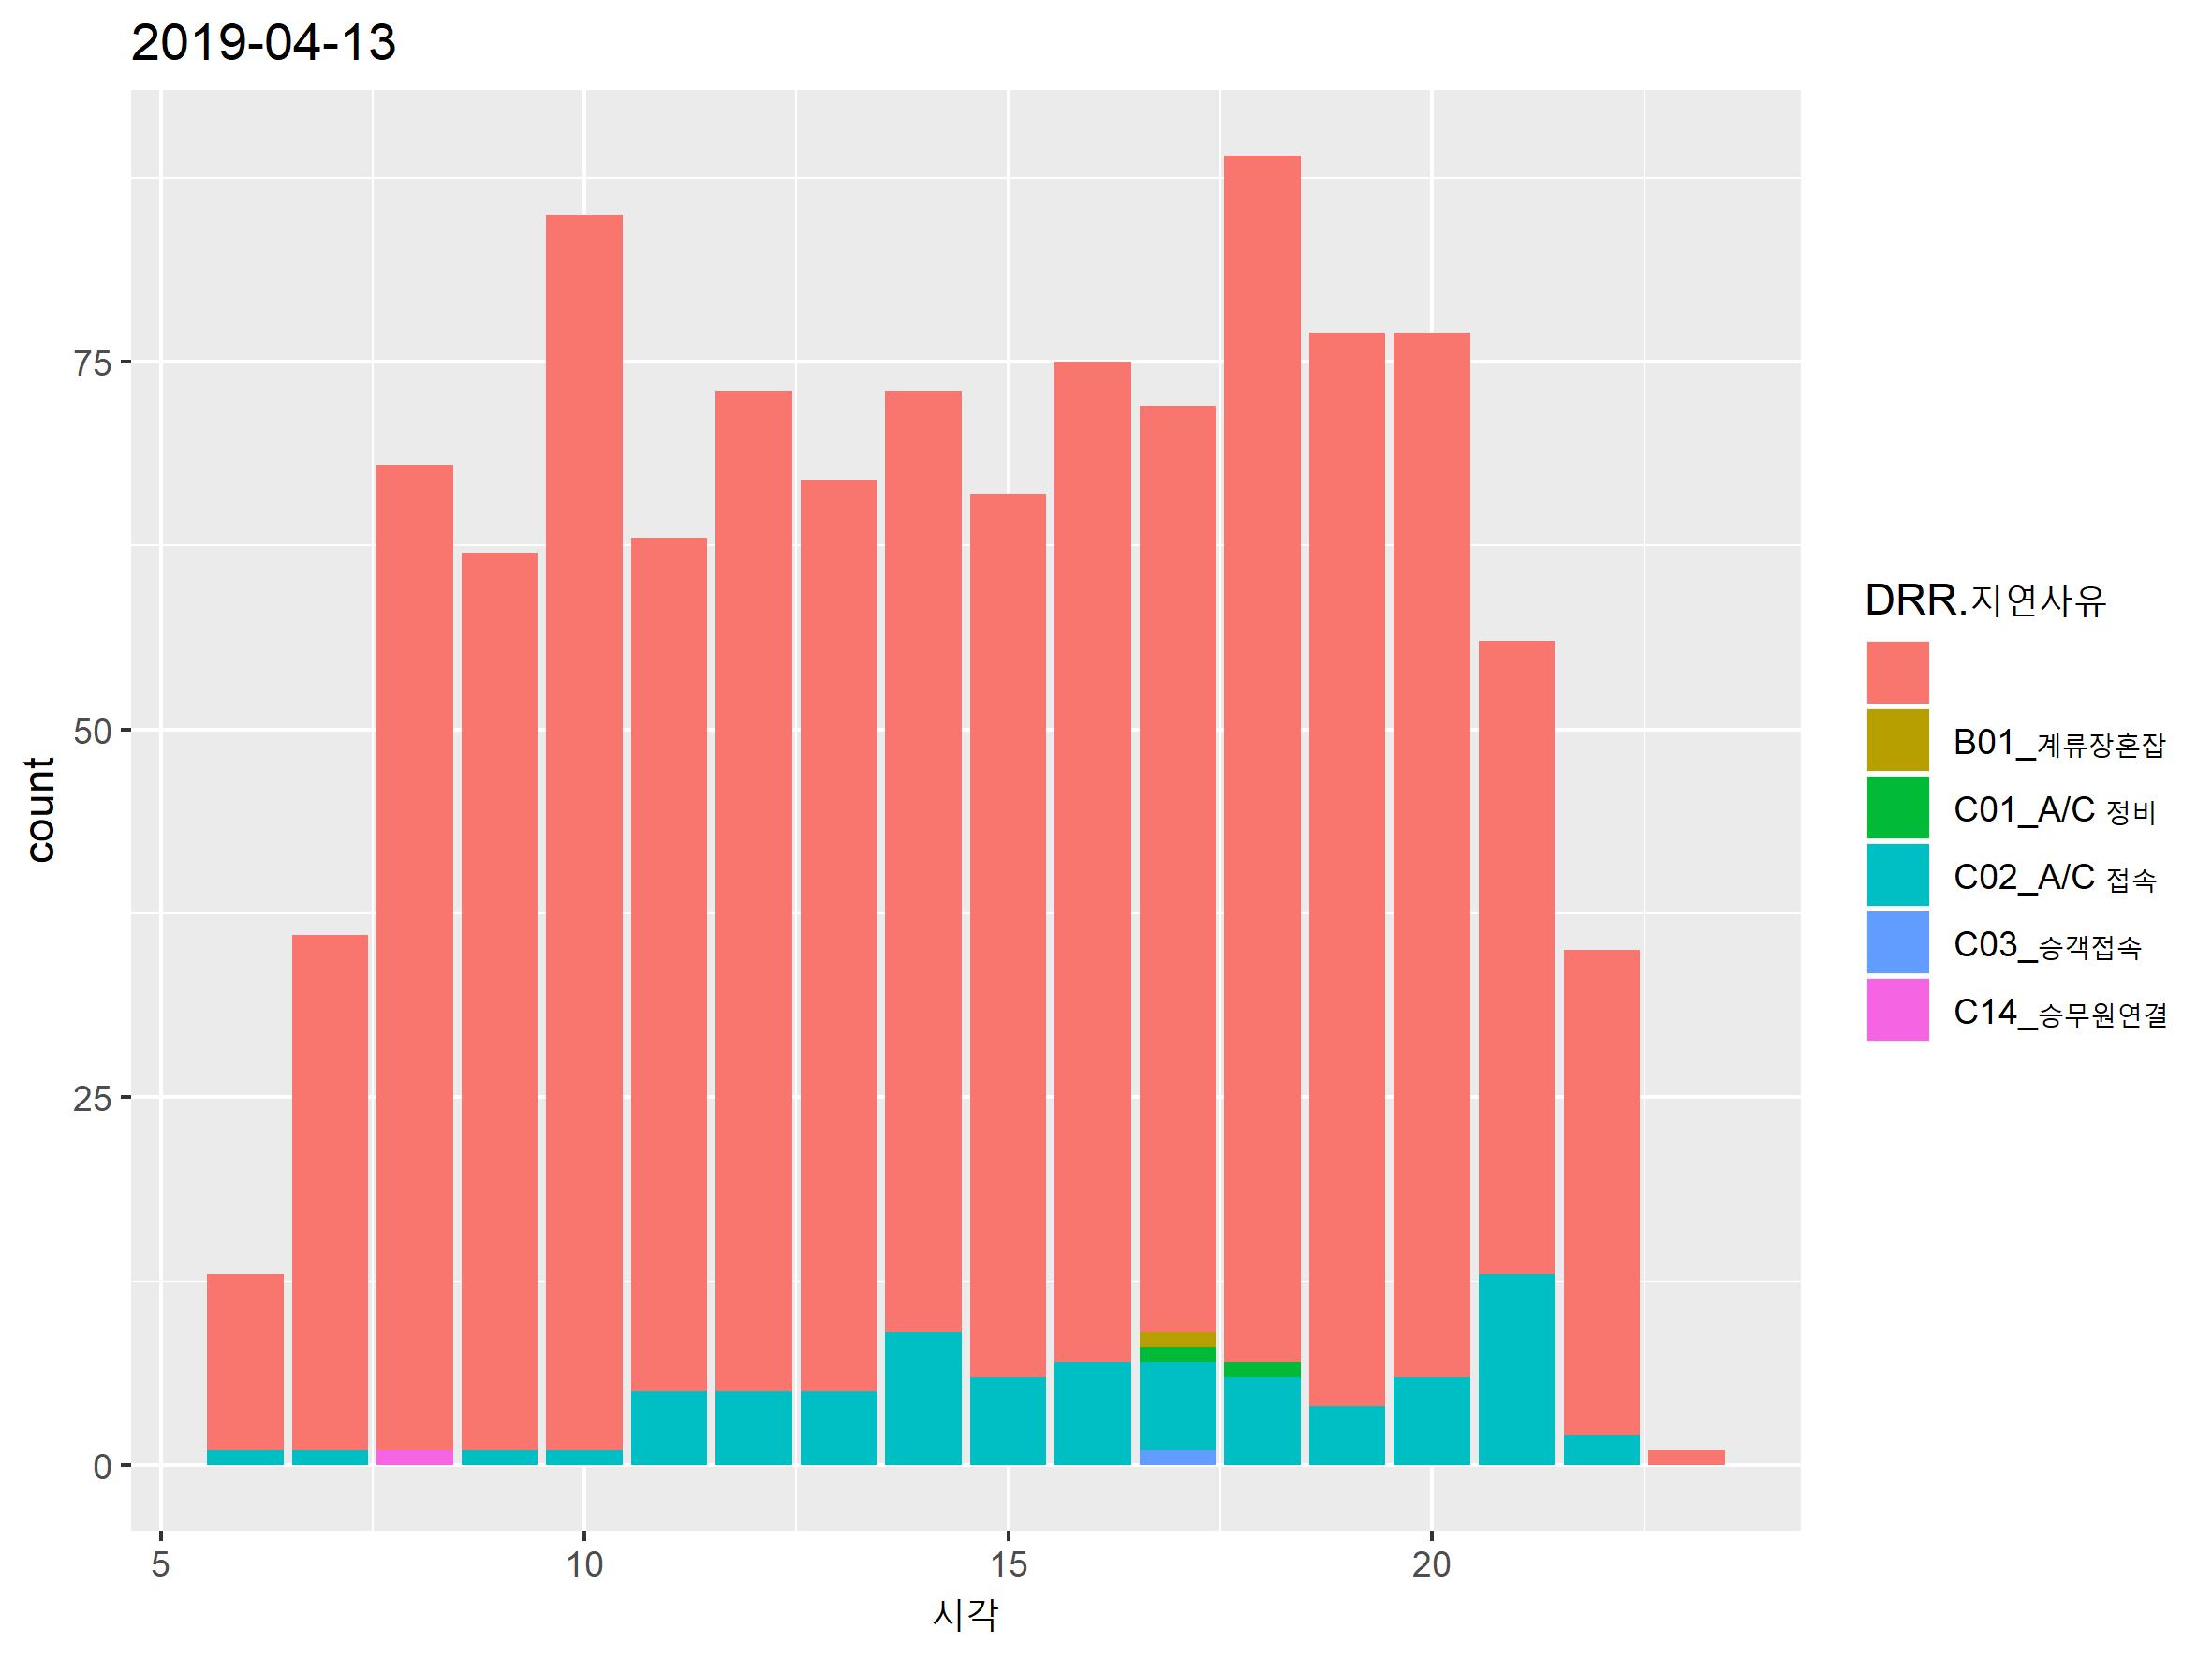 2019-04-13
75
50
25
0
count
5 10 15 20
시각
DRR.지연사유
B01_계류장혼잡
C01_A/C 정비
C02_A/C 접속
C03_승객접속
C14_승무원연결